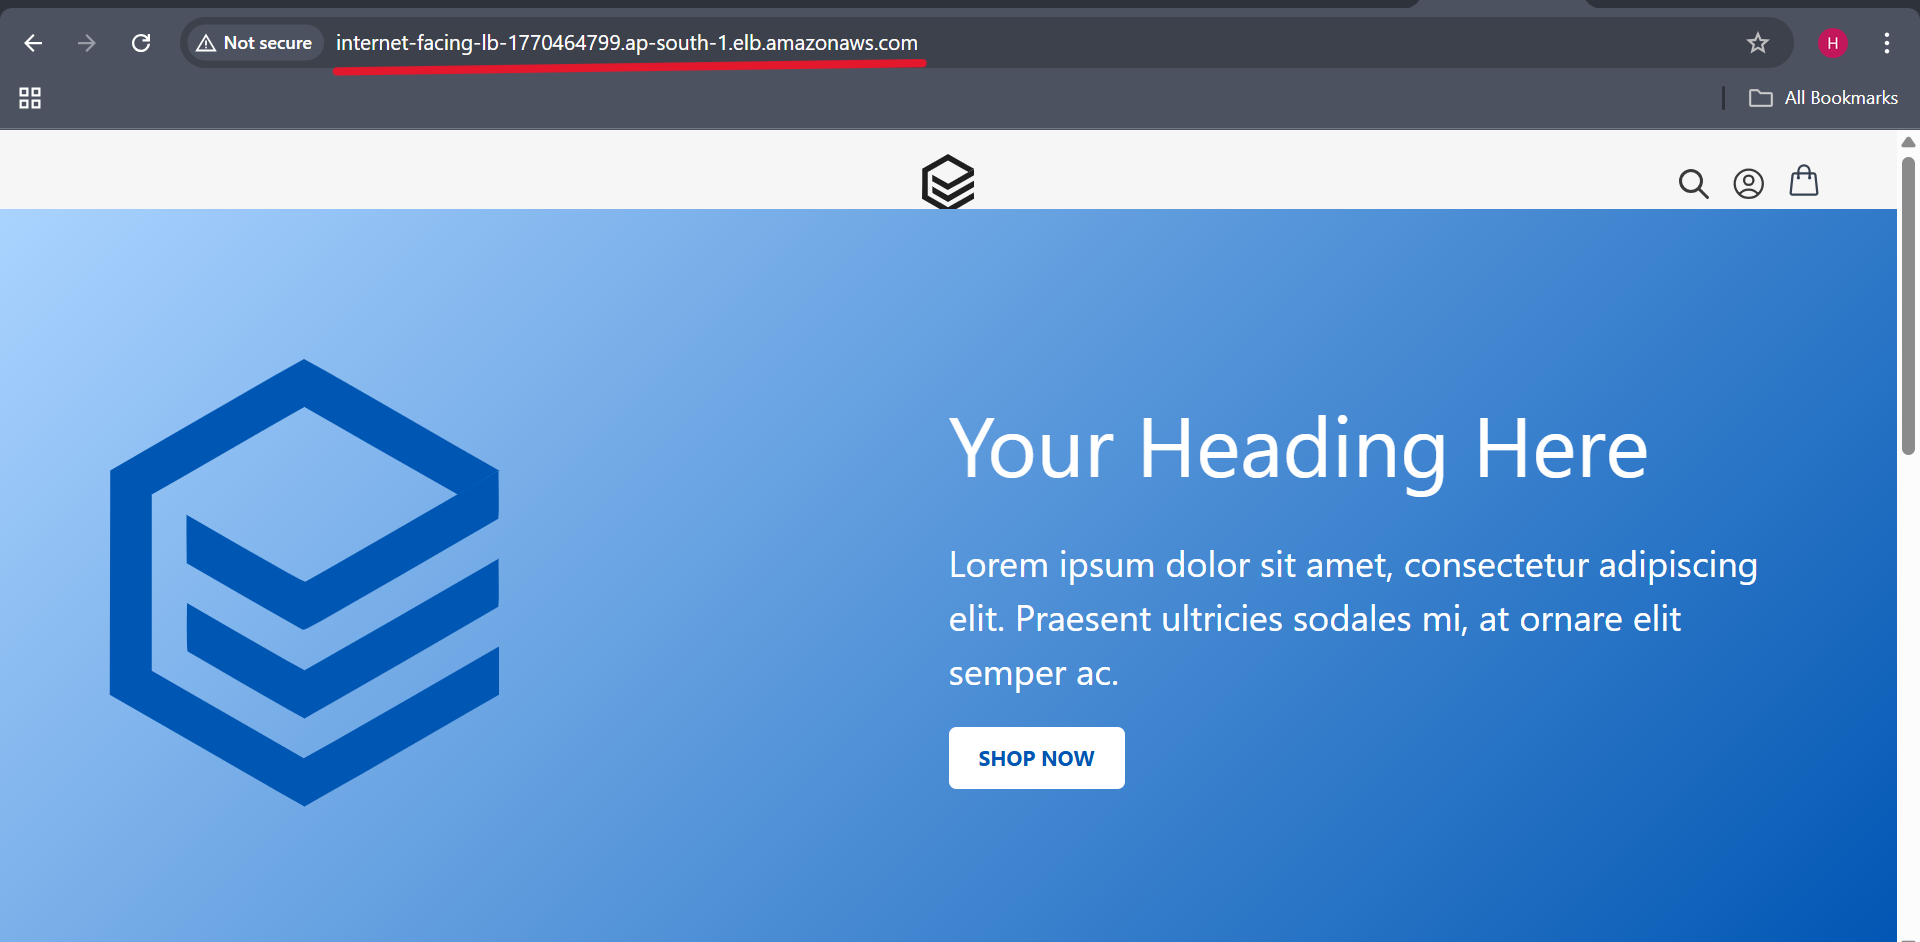 Not secure
internet-facing-lb-1770464799.ap-south-1.elb.amazonaws.com
H
All Bookmarks
Your Heading Here
Lorem ipsum dolor sit amet, consectetur adipiscing
elit. Praesent ultricies sodales mi, at ornare elit
semper ac.
SHOP NOW